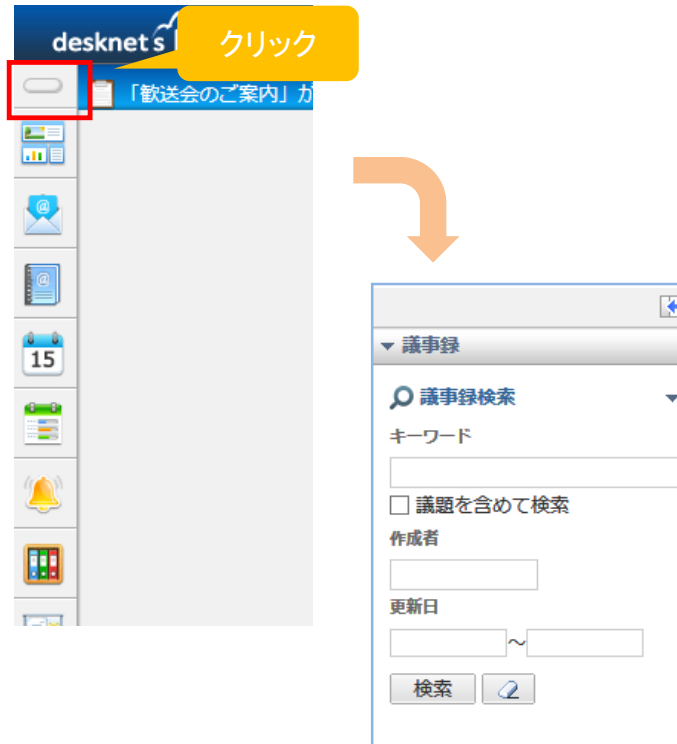 desknet's
クリック
「歓送会のご案内」が
15
議事録
議事録検索
キーワード
議題を含めて検索
作成者
更新日
～
検索